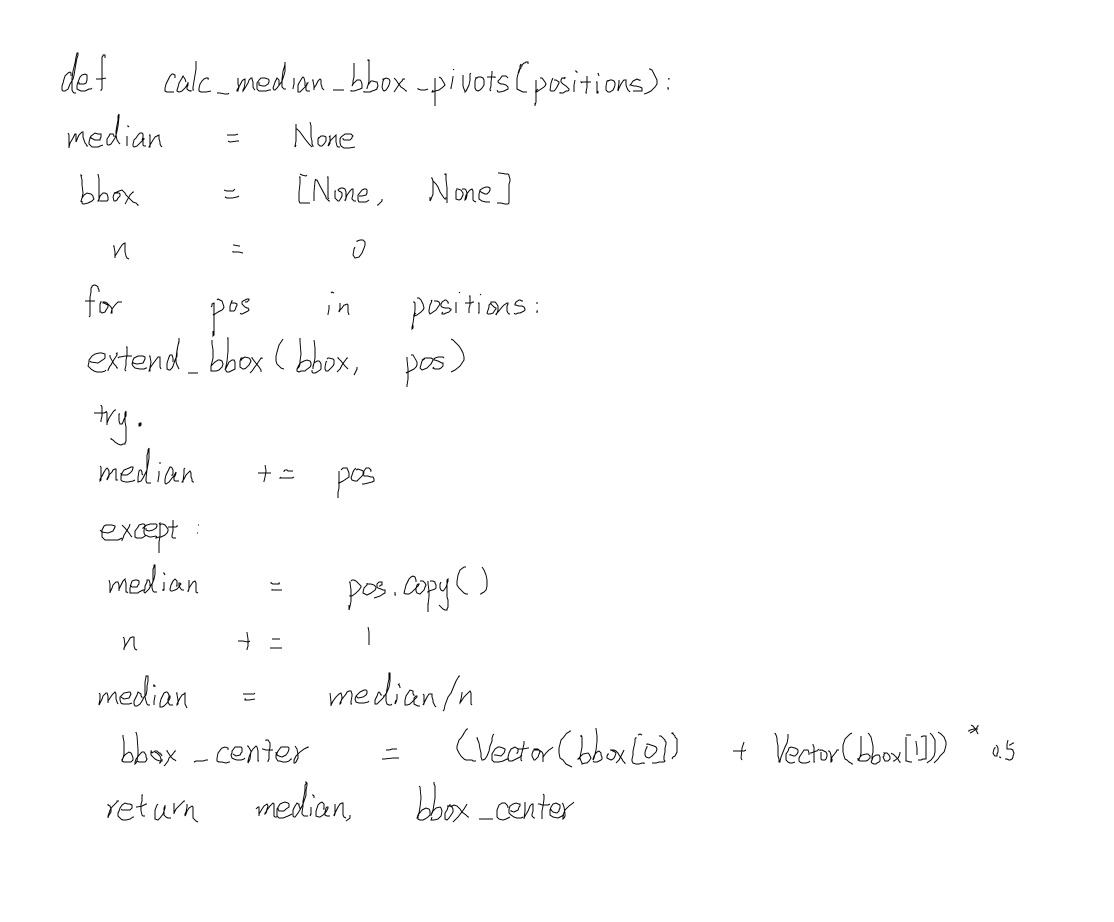 def calc_median_bbox_pivots(positions):
median = None
bbox = [None, None]
n = 0
for pos in positions:
extend_bbox(bbox, pos)
try.
median += pos
except:
median = pos.copy()
n += 1
median = median/n
bbox_center = (Vector(bbox[0]) + Vector(bbox[1])) * 0.5
return median, bbox_center